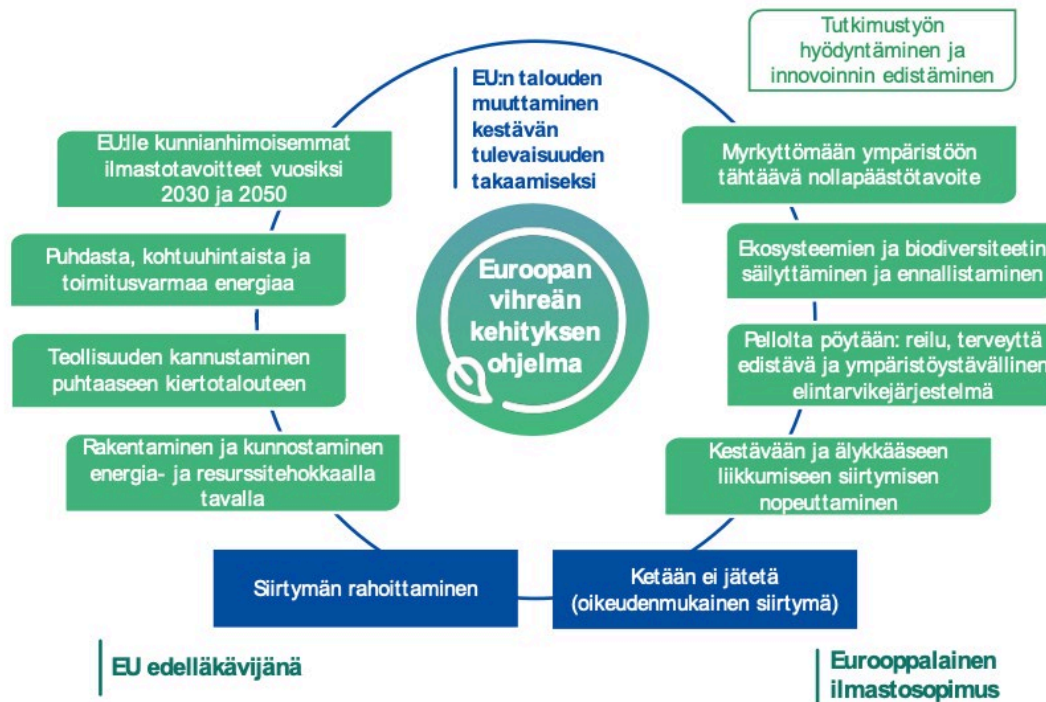 Tutkimustyön
hyödyntäminen ja
innovoinnin edistäminen
EU:n talouden
muuttaminen
kestävän
tulevaisuuden
takaamiseksi
EU:lle kunnianhimoisemmat
ilmastotavoitteet vuosiksi
2030 ja 2050
Myrkyttömään ympäristöön
tähtäävä nollapäästötavoite
Puhdasta, kohtuuhintaista ja
toimitusvarmaa energiaa
Ekosysteemien ja biodiversiteetin
säilyttäminen ja ennallistaminen
Euroopan
vihreän
kehityksen
ohjelma
Teollisuuden kannustaminen
puhtaaseen kiertotalouteen
Pellolta pöytään: reilu, terveyttä
edistävä ja ympäristöystävällinen
elintarvikejärjestelmä
Rakentaminen ja kunnostaminen
energia- ja resurssitehokkaalla
tavalla
Kestävään ja älykkääseen
liikkumiseen siirtymisen
nopeuttaminen
Siirtymän rahoittaminen
Ketään ei jätetä
(oikeudenmukainen siirtymä)
EU edelläkävijänä
Eurooppalainen
ilmastosopimus